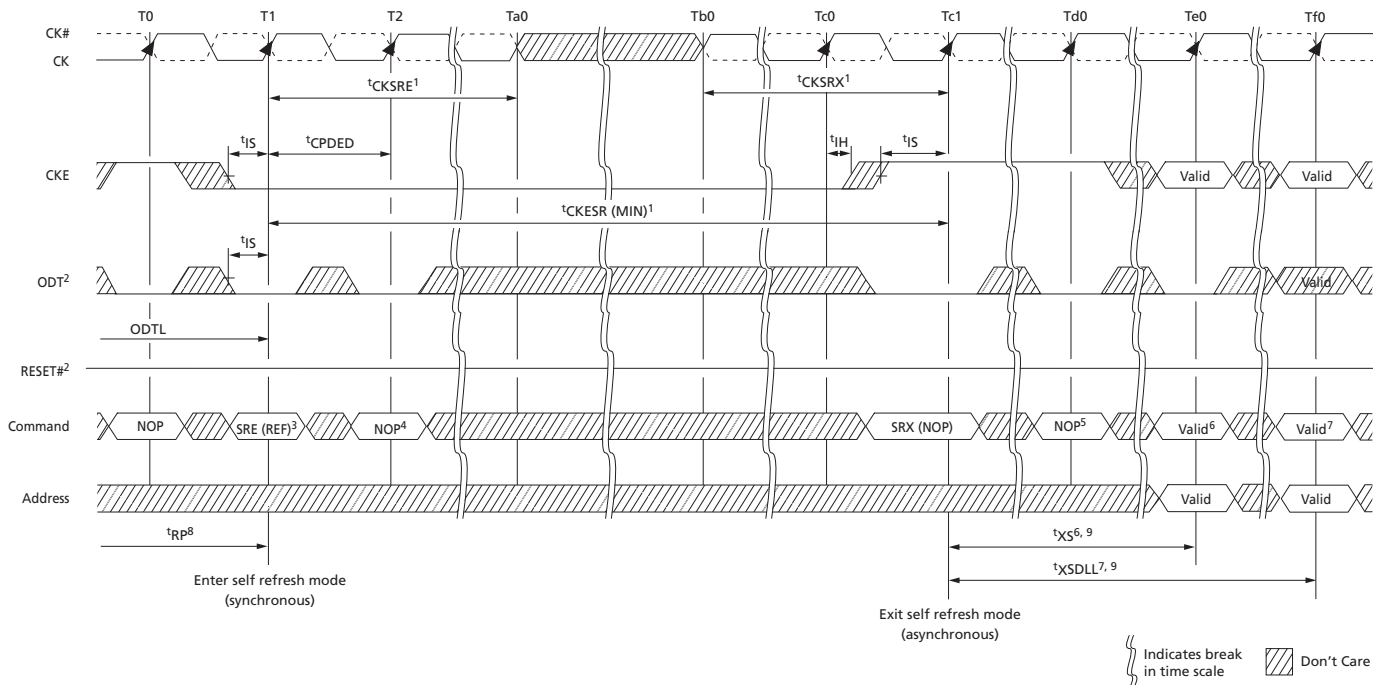 T0 T1 T2 Ta0 Tb0 Tc0 Tc1 Td0 Te0 Tf0
CK#
CK
tCKSRE1 tCKSRX1
tIS tCPDED tIH tIS
CKE Valid Valid
tCKESR (MIN)1
tIS
ODT2 Valid
ODTL
RESET#2
Command NOP SRE (REF)3 NOP4 SRX (NOP) NOP5 Valid6 Valid7
Address Valid Valid
tRP8 tXS6, 9
tXSDLL7, 9
Enter self refresh mode
(synchronous)
Exit self refresh mode
(asynchronous)
Indicates break
in time scale
Don't Care